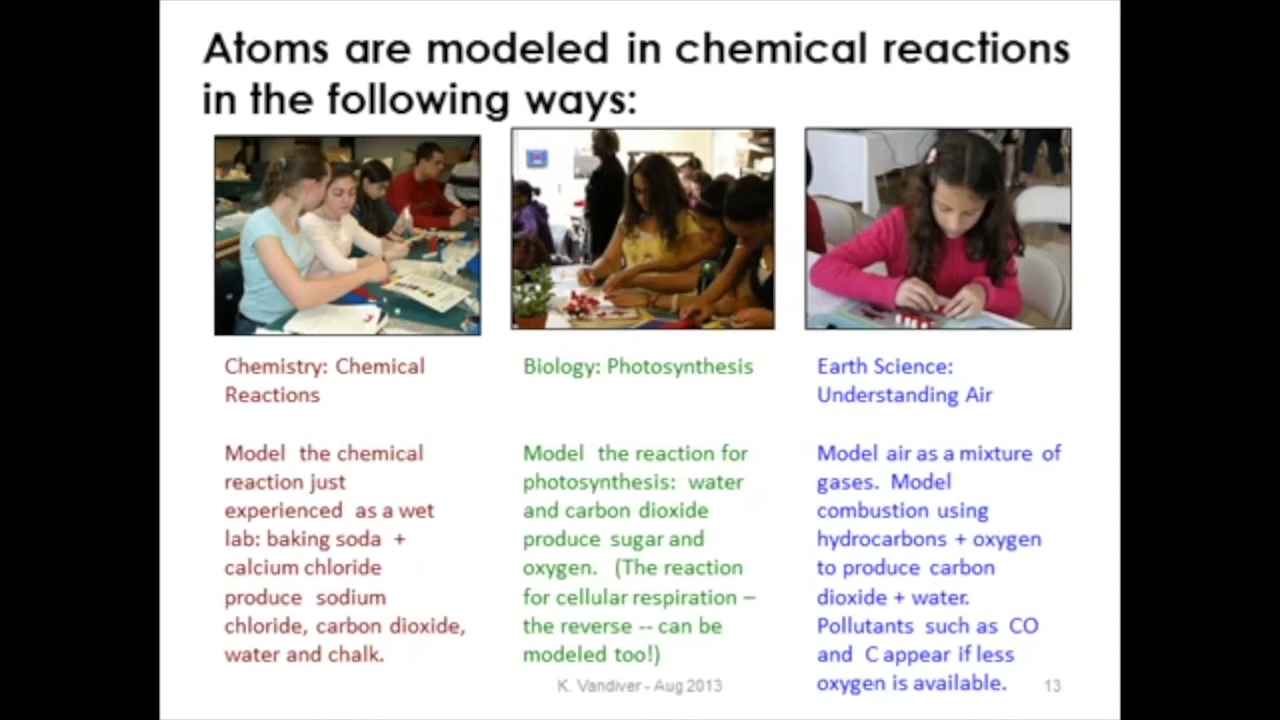 Atoms are modeled in chemical reactions
in the following ways:
Chemistry: Chemical
Reactions
Model the chemical
reaction just
experienced as a wet
lab: baking soda +
calcium chloride
produce sodium
chloride, carbon dioxide,
water and chalk.
Biology: Photosynthesis
Model the reaction for
photosynthesis: water
and carbon dioxide
produce sugar and
oxygen. (The reaction
for cellular respiration –
the reverse -- can be
modeled too!)
Earth Science:
Understanding Air
Model air as a mixture of
gases. Model
combustion using
hydrocarbons + oxygen
to produce carbon
dioxide + water.
Pollutants such as CO
and C appear if less
oxygen is available.
K. Vandiver - Aug 2013
13